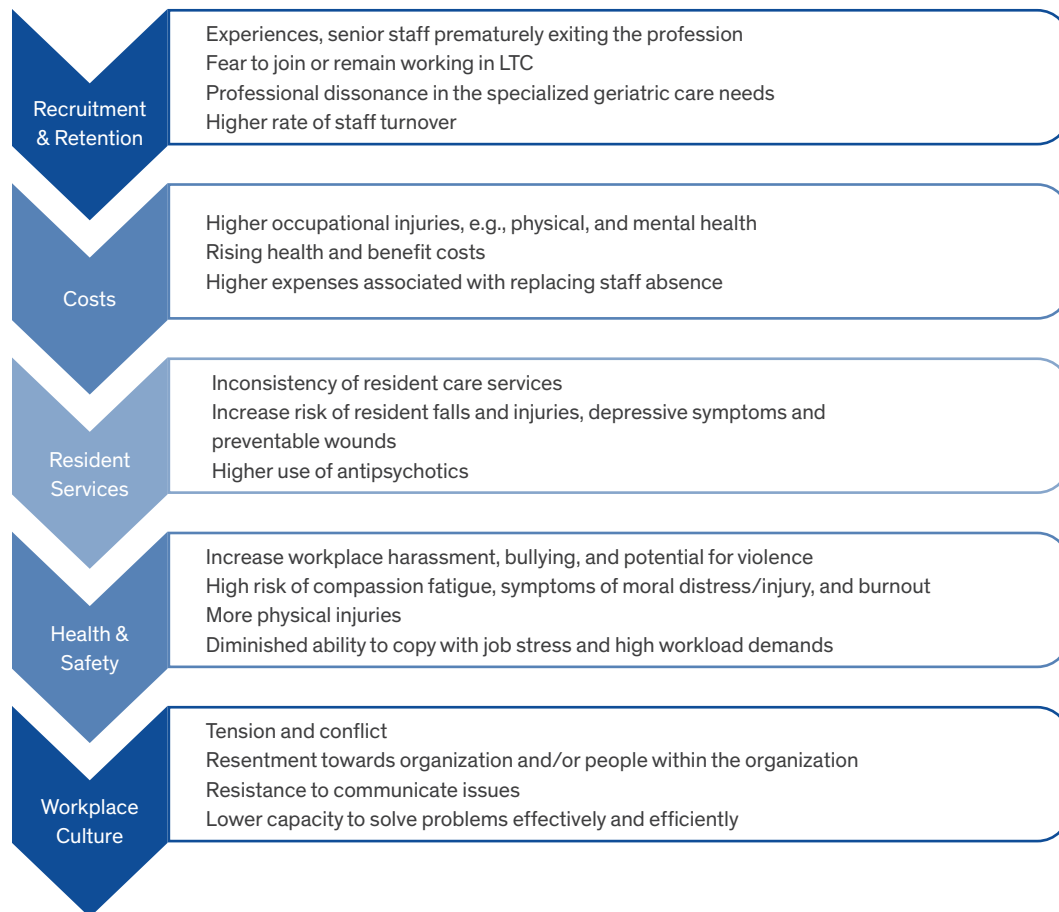 Recruitment
& Retention
Experiences, senior staff prematurely exiting the profession
Fear to join or remain working in LTC
Professional dissonance in the specialized geriatric care needs
Higher rate of staff turnover
Costs
Higher occupational injuries, e.g., physical, and mental health
Rising health and benefit costs
Higher expenses associated with replacing staff absence
Resident
Services
Inconsistency of resident care services
Increase risk of resident falls and injuries, depressive symptoms and
preventable wounds
Higher use of antipsychotics
Health &
Safety
Increase workplace harassment, bullying, and potential for violence
High risk of compassion fatigue, symptoms of moral distress/injury, and burnout
More physical injuries
Diminished ability to copy with job stress and high workload demands
Workplace
Culture
Tension and conflict
Resentment towards organization and/or people within the organization
Resistance to communicate issues
Lower capacity to solve problems effectively and efficiently